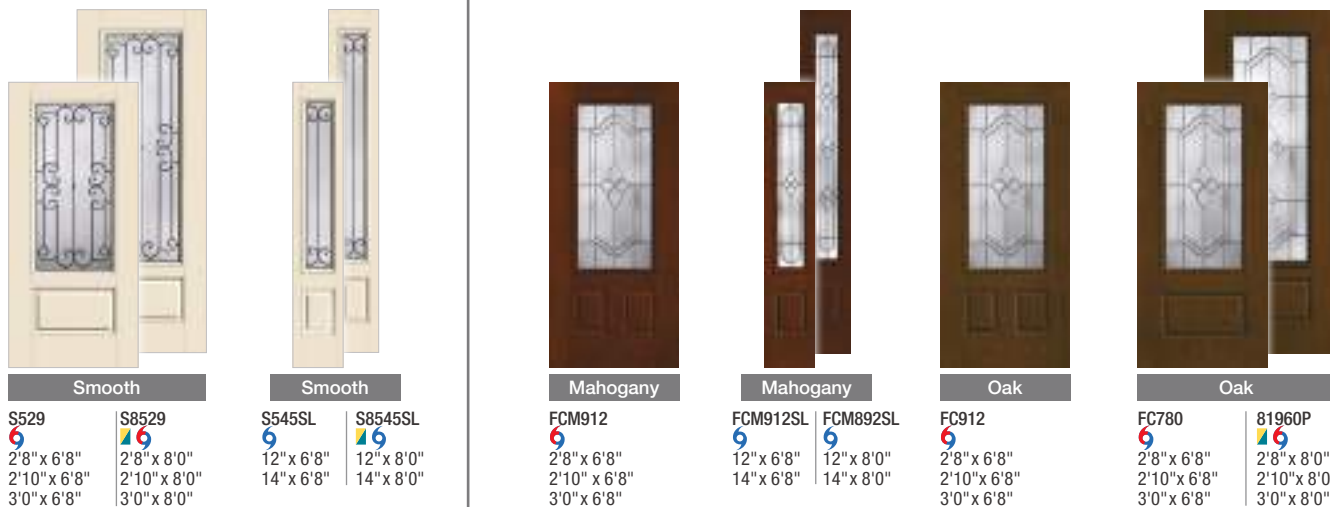 Smooth
S529
2'8" x 6'8"
2'10" x 6'8"
3'0" x 6'8"
S8529
2'8" x 8'0"
2'10" x 8'0"
3'0" x 8'0"
Smooth
S545SL
12" x 6'8"
14" x 6'8"
S8545SL
12" x 8'0"
14" x 8'0"
Mahogany
FCM912
2'8" x 6'8"
2'10" x 6'8"
3'0" x 6'8"
Mahogany
FCM912SL
12" x 6'8"
14" x 6'8"
FCM892SL
12" x 8'0"
14" x 8'0"
Oak
FC912
2'8" x 6'8"
2'10"x 6'8"
3'0" x 6'8"
Oak
FC780
2'8" x 6'8"
2'10"x 6'8"
3'0" x 6'8"
81960P
2'8" x 8'0"
2'10"x 8'0
3'0" x 8'0"